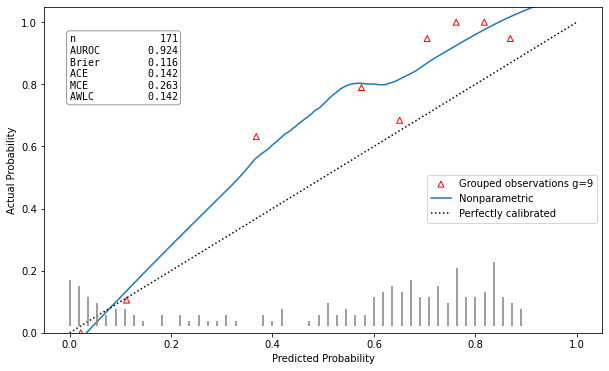 n 171
AUROC 0.924
Brier 0.116
ACE 0.142
MCE 0.263
AWLC 0.142
Grouped observations g=9
Nonparametric
Perfectly calibrated
Actual Probability
1.0
0.8
0.6
0.4
0.2
0.0
0.0 0.2 0.4 0.6 0.8 1.0
Predicted Probability